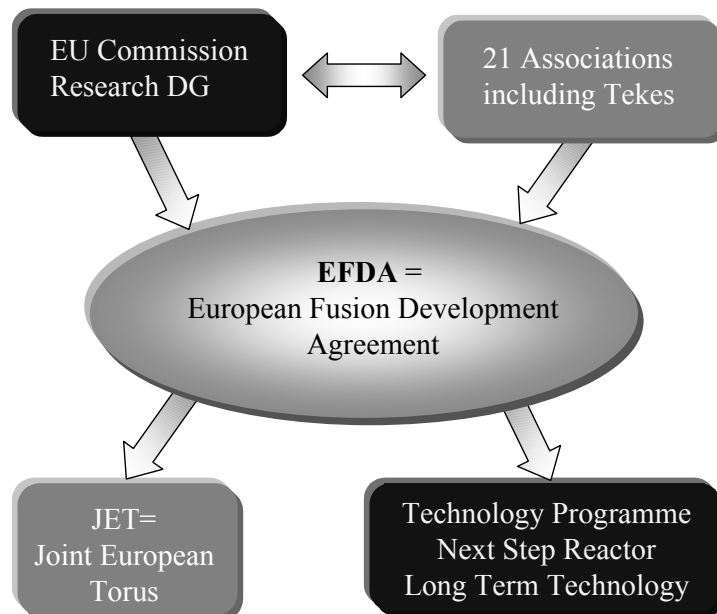 EU Commission
Research DG
21 Associations
including Tekes
EFDA =
European Fusion Development
Agreement
JET=
Joint European
Torus
Technology Programme
Next Step Reactor
Long Term Technology